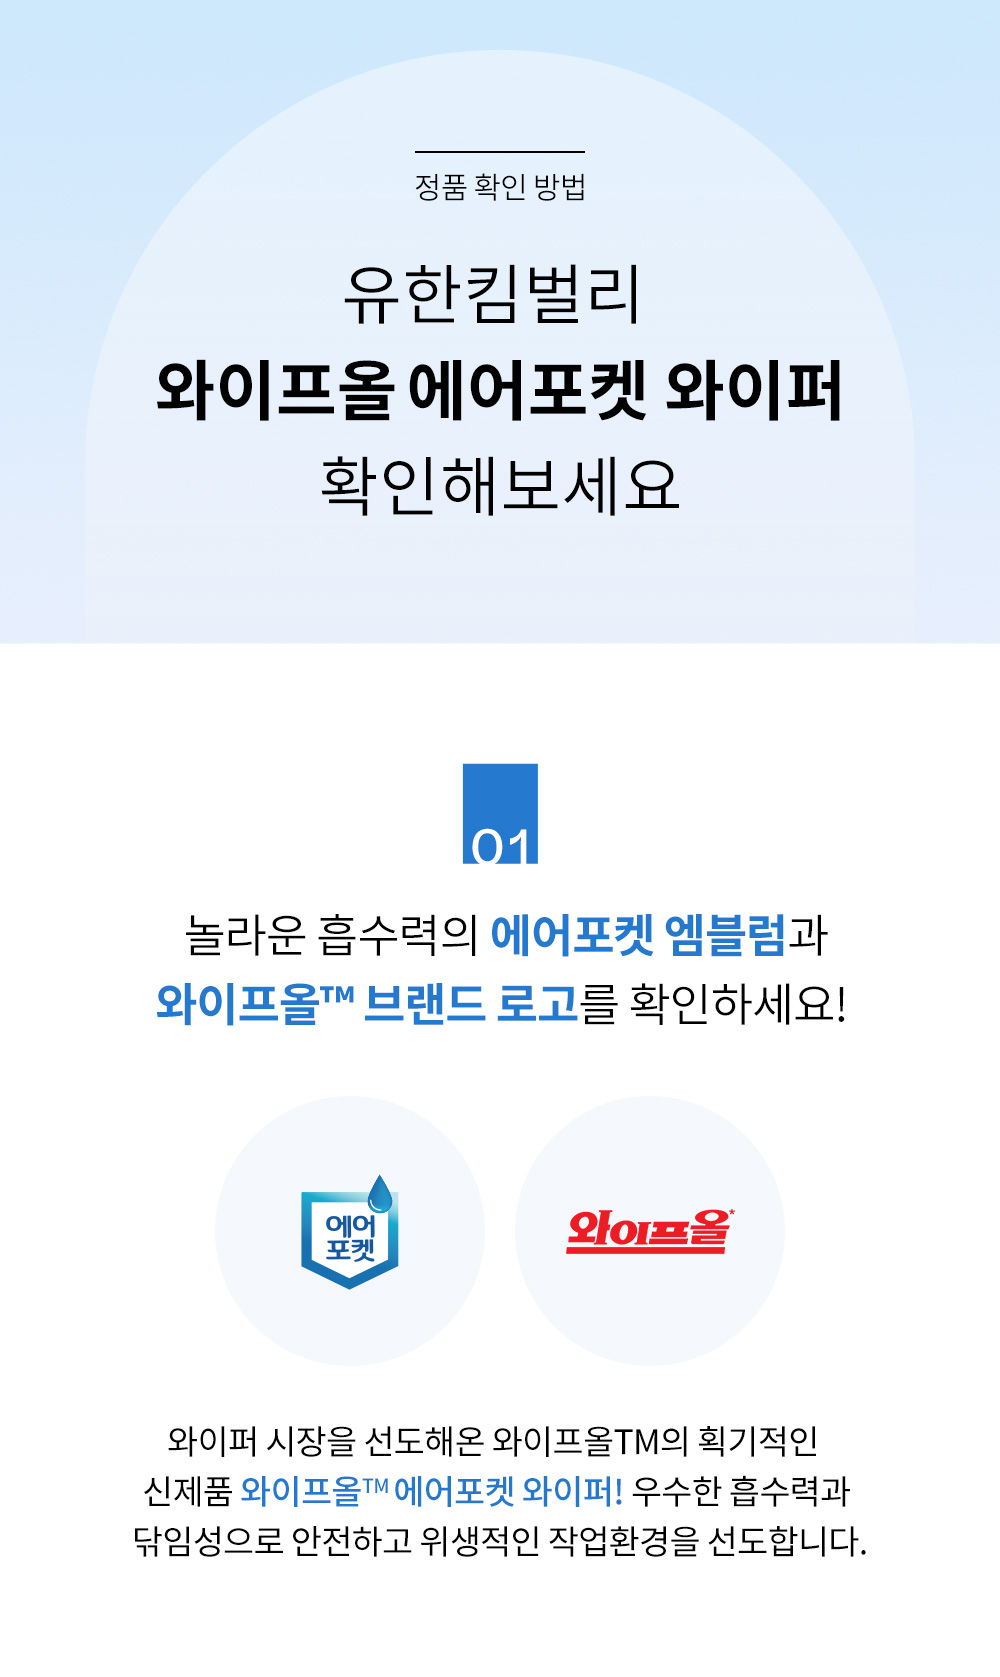 정품 확인 방법
유한킴벌리
와이프올 에어포켓 와이퍼
확인해보세요
01
놀라운 흡수력의 에어포켓 엠블럼과
와이프올™ 브랜드 로고를 확인하세요!
에어
포켓
와이프올*
와이퍼 시장을 선도해온 와이프올TM의 획기적인
신제품 와이프올™ 에어포켓 와이퍼! 우수한 흡수력과
닦임성으로 안전하고 위생적인 작업환경을 선도합니다.